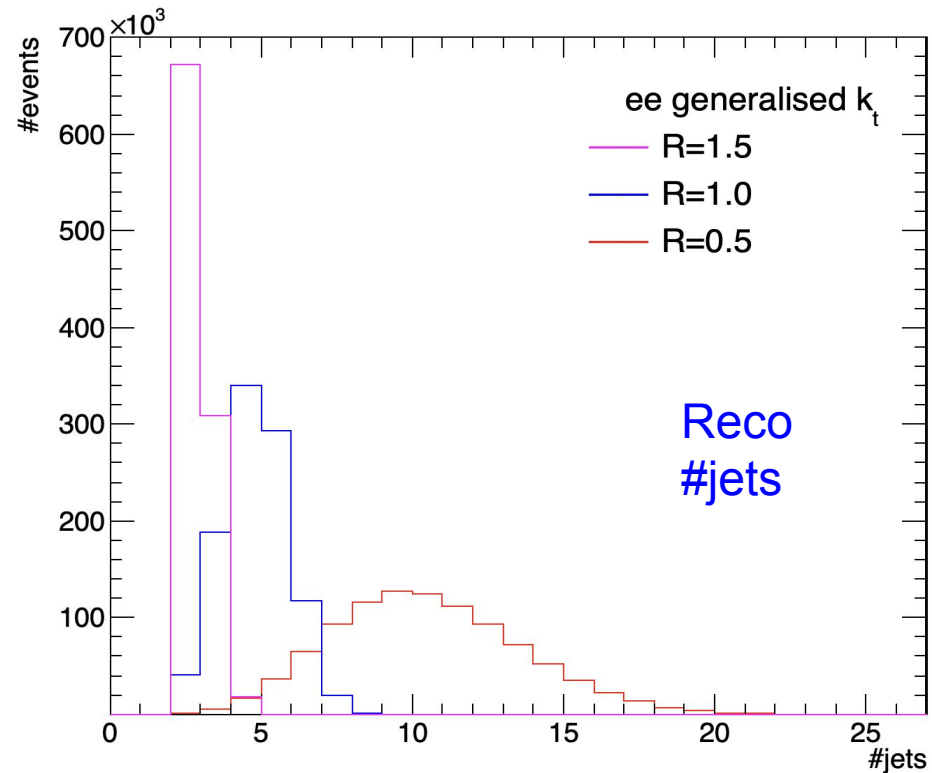 ×10³
700
600
500
400
300
200
100
#events
ee generalised kt
R=1.5
R=1.0
R=0.5
Reco
#jets
0 5 10 15 20 25
#jets